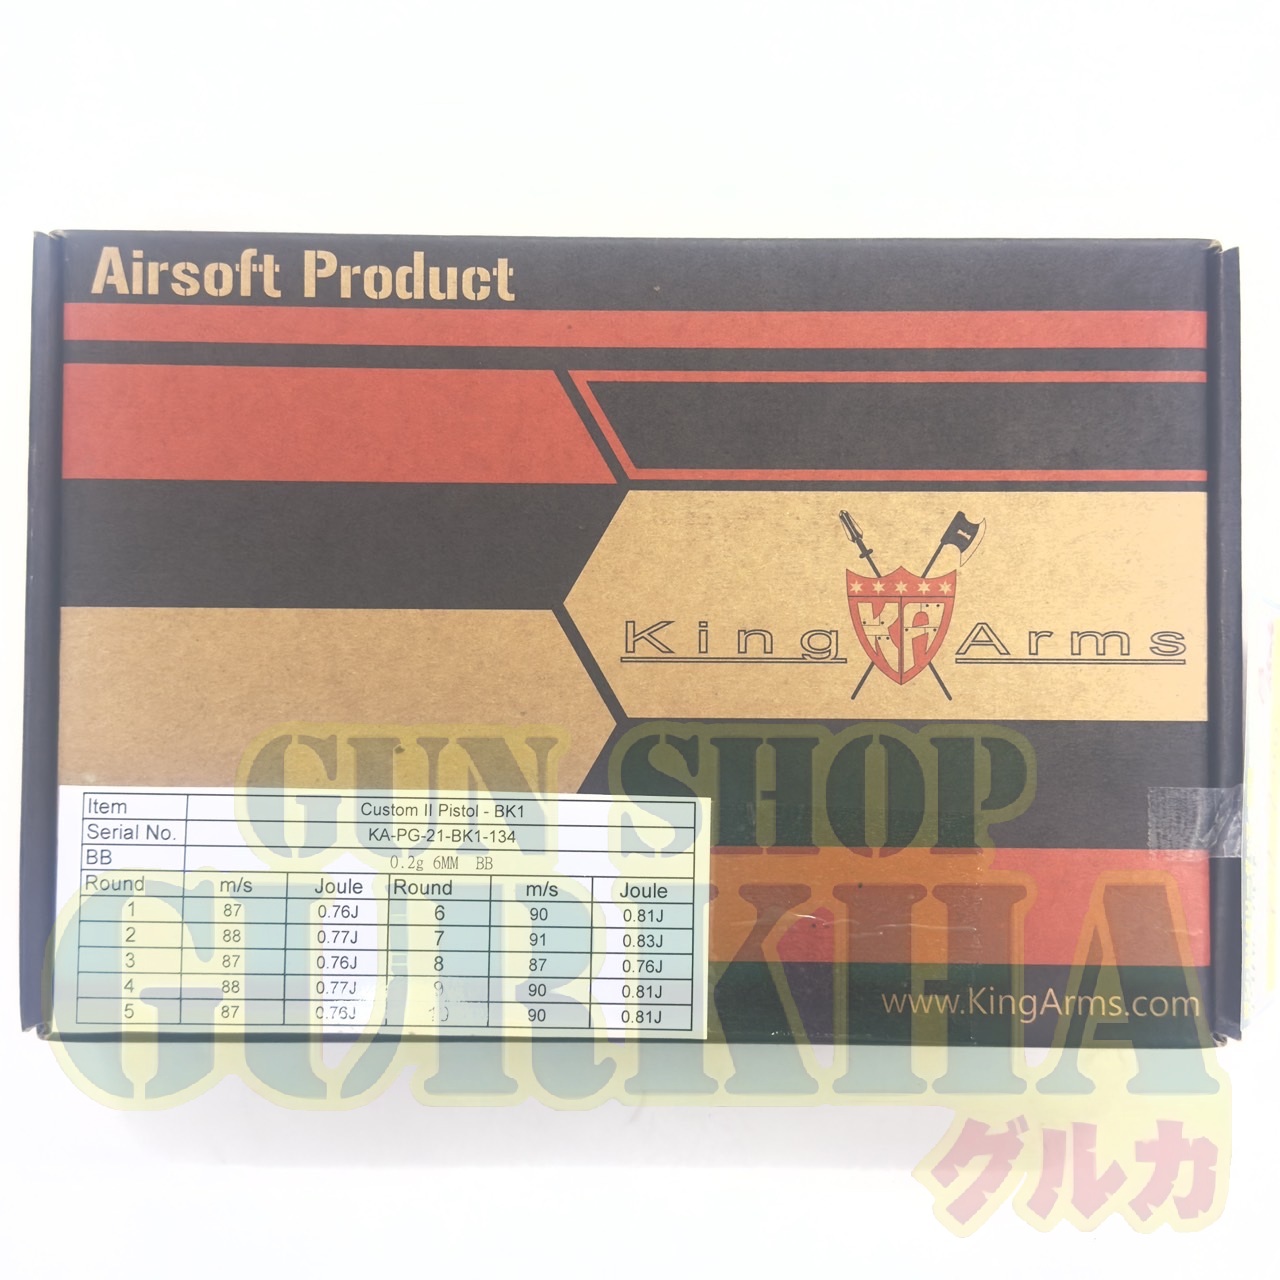 Airsoft Product
King KA Arms
Item Custom II Pistol - BK1
Serial No. KA-PG-21-BK1-134
BB 0.2g 6MM BB
Round m/s Joule Round m/s Joule
1 87 0.76J 6 90 0.81J
2 88 0.77J 7 91 0.83J
3 87 0.76J 8 87 0.76J
4 88 0.77J 9 90 0.81J
5 87 0.76J 10 90 0.81J
www.KingArms.com
GUN SHOP
GURKHA
グルカ